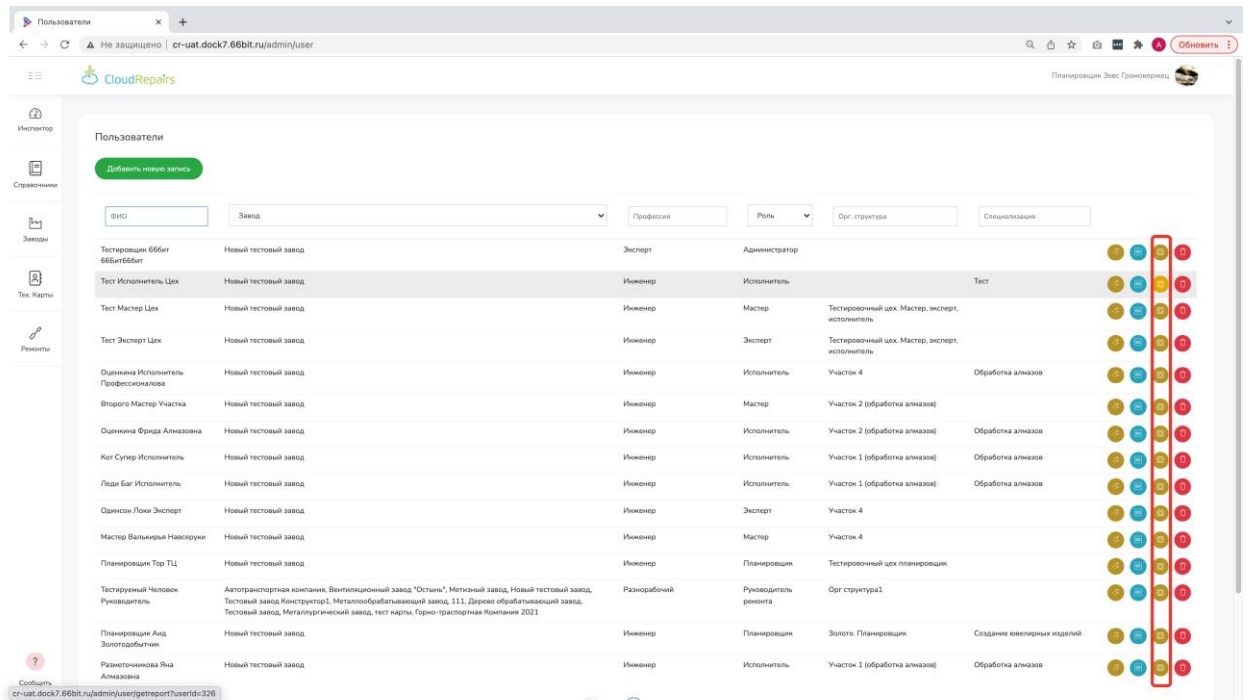 Пользователи
Не защищено | cr-uat.dock7.66bit.ru/admin/user
A
Обновить
CloudRepairs
Планировщик Зевс Громовержец
Инспектор
Справочники
Заводы
Тех. Карты
Ремонты
Пользователи
Добавить новую запись
ФИО Завод Профессия Роль Орг. структура Специализация
Тестировщик 66бит Новый тестовый завод Эксперт Администратор
66Бит66бит
Тест Исполнитель Цех Новый тестовый завод Инженер Исполнитель Тест
Тест Мастер Цех Новый тестовый завод Инженер Мастер Тестировочный цех. Мастер, эксперт,
исполнитель
Тест Эксперт Цех Новый тестовый завод Инженер Эксперт Тестировочный цех. Мастер, эксперт,
исполнитель
Оценкина Исполнитель Новый тестовый завод Инженер Исполнитель Участок 4 Обработка алмазов
Профессионалова
Второго Мастер Участка Новый тестовый завод Инженер Мастер Участок 2 (обработка алмазов)
Оценкина Фрида Алмазовна Новый тестовый завод Инженер Исполнитель Участок 2 (обработка алмазов) Обработка алмазов
Кот Супер Исполнитель Новый тестовый завод Инженер Исполнитель Участок 1 (обработка алмазов) Обработка алмазов
Леди Баг Исполнитель Новый тестовый завод Инженер Исполнитель Участок 1 (обработка алмазов) Обработка алмазов
Одинсон Локи Эксперт Новый тестовый завод Инженер Эксперт Участок 4
Мастер Валькирья Навсеруки Новый тестовый завод Инженер Мастер Участок 4
Планировщик Тор ТЦ Новый тестовый завод Инженер Планировщик Тестировочный цех планировщик
Тестируемый Человек Автотранспортная компания, Вентиляционный завод "Остынь", Метизный завод, Новый тестовый завод, Разнорабочий Руководитель Орг структура1
Руководитель Тестовый завод Конструктор1, Металлообрабатывающий завод, 111, Дерево обрабатывающий завод, ремонта
Тестовый завод, Металлургический завод, тест карты, Горно-траспортная Компания 2021
Планировщик Аид Новый тестовый завод Инженер Планировщик Золото. Планировщик Создание ювелирных изделий
Золотодобытчик
Разметочникова Яна Новый тестовый завод Инженер Исполнитель Участок 1 (обработка алмазов) Обработка алмазов
Алмазовна
?
Сообщить
cr-uat.dock7.66bit.ru/admin/user/getreport?userId=326